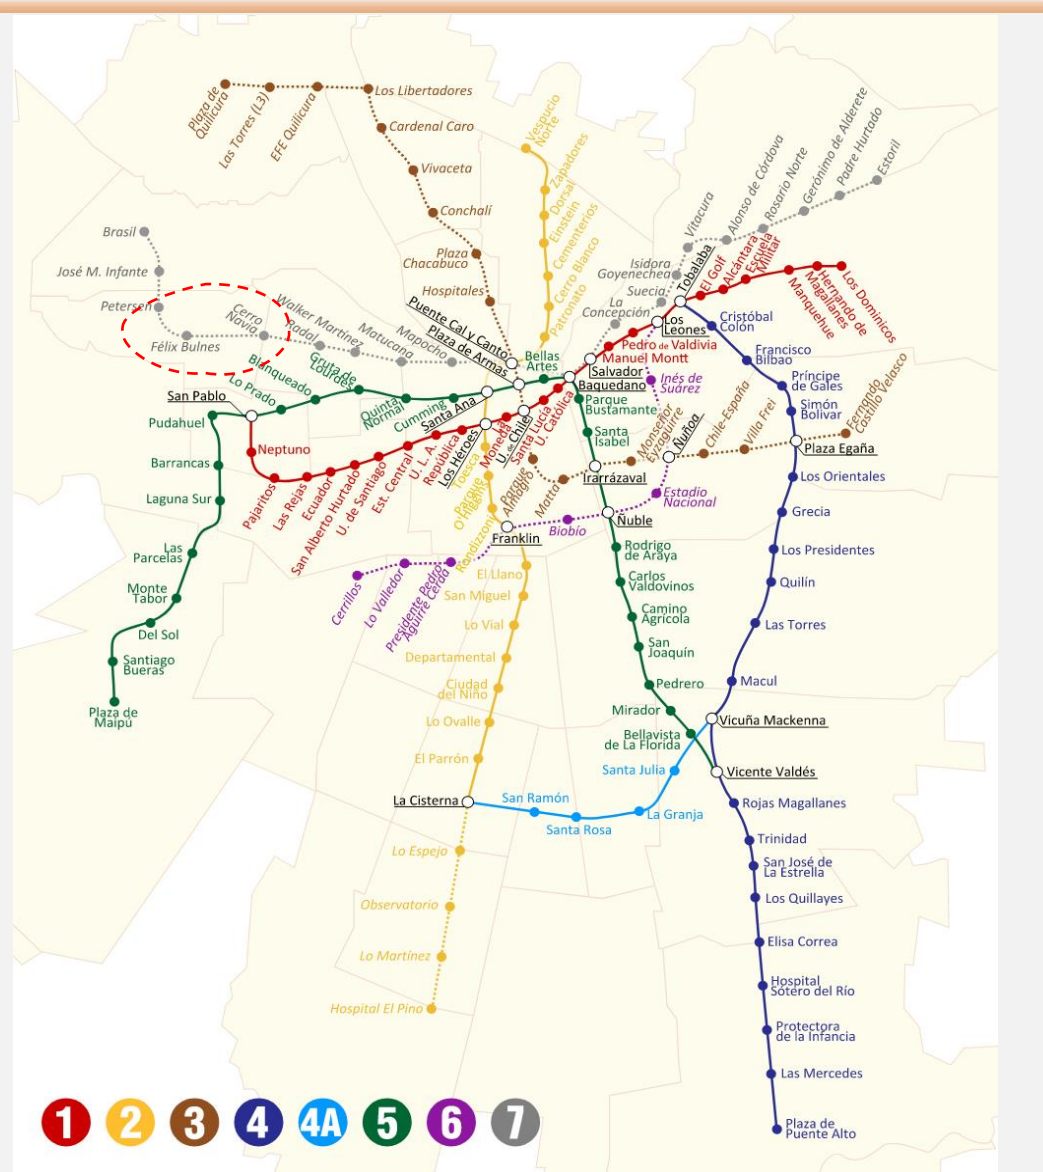 Plaza de
Quilicura
Las Torres (L3)
EFE Quilicura
Los Libertadores
Cardenal Caro
Vivaceta
Conchalí
Plaza
Chacabuco
Hospitales
Puente Cal y Canto
Plaza de Armas
Vespucio
Norte
Zapadores
Dorsal
Einstein
Cementerios
Cerro Blanco
Patronato
Brasil
José M. Infante
Petersen
Félix Bulnes
Cerro
Navia
Radal
Walker Martínez
Matucana
Mapocho
La
Concepción
Suecia
Isidora
Goyenechea
Vitacura
Alonso de Córdova
Rosario Norte
Gerónimo de Alderete
Padre Hurtado
Estoril
Tobalaba
El Golf
Alcántara
Escuela
Militar
Manquehue
Hernando de
Magallanes
Los Dominicos
Los
Leones
Pedro de Valdivia
Manuel Montt
Salvador
Baquedano
U. Católica
Santa Lucía
U. de Chile
Moneda
Los Héroes
República
U. L. A.
Est. Central
U. de Santiago
San Alberto Hurtado
Ecuador
Las Rejas
Pajaritos
Neptuno
San Pablo
Lo Prado
Blanqueado
Gruta de
Lourdes
Quinta
Normal
Cumming
Santa Ana
Bellas
Artes
Pudahuel
Barrancas
Laguna Sur
Las
Parcelas
Monte
Tabor
Del Sol
Santiago
Bueras
Plaza de
Maipú
Parque
Bustamante
Santa
Isabel
Irarrázaval
Ñuble
Rodrigo
de Araya
Carlos
Valdovinos
Camino
Agrícola
San
Joaquín
Pedrero
Mirador
Bellavista
de La Florida
Toesca
Parque
O'Higgins
Rondizzoni
Franklin
El Llano
San Miguel
Lo Vial
Departamental
Ciudad
del Niño
Lo Ovalle
El Parrón
La Cisterna
Lo Espejo
Observatorio
Lo Martínez
Hospital El Pino
Parque
Almagro
Matta
Monseñor
Eyzaguirre
Ñuñoa
Chile-España
Villa Frei
Plaza Egaña
Fernando
Castillo Velasco
Inés de
Suárez
Estadio
Nacional
Biobío
Presidente Pedro
Aguirre Cerda
Lo Valledor
Cerrillos
Cristóbal
Colón
Francisco
Bilbao
Príncipe
de Gales
Simón
Bolivar
Los Orientales
Grecia
Los Presidentes
Quilín
Las Torres
Macul
Vicuña Mackenna
Vicente Valdés
Rojas Magallanes
Trinidad
San José de
La Estrella
Los Quillayes
Elisa Correa
Hospital
Sótero del Río
Protectora
de la Infancia
Las Mercedes
Plaza de
Puente Alto
Santa Julia
La Granja
Santa Rosa
San Ramón
1 2 3 4 4A 5 6 7